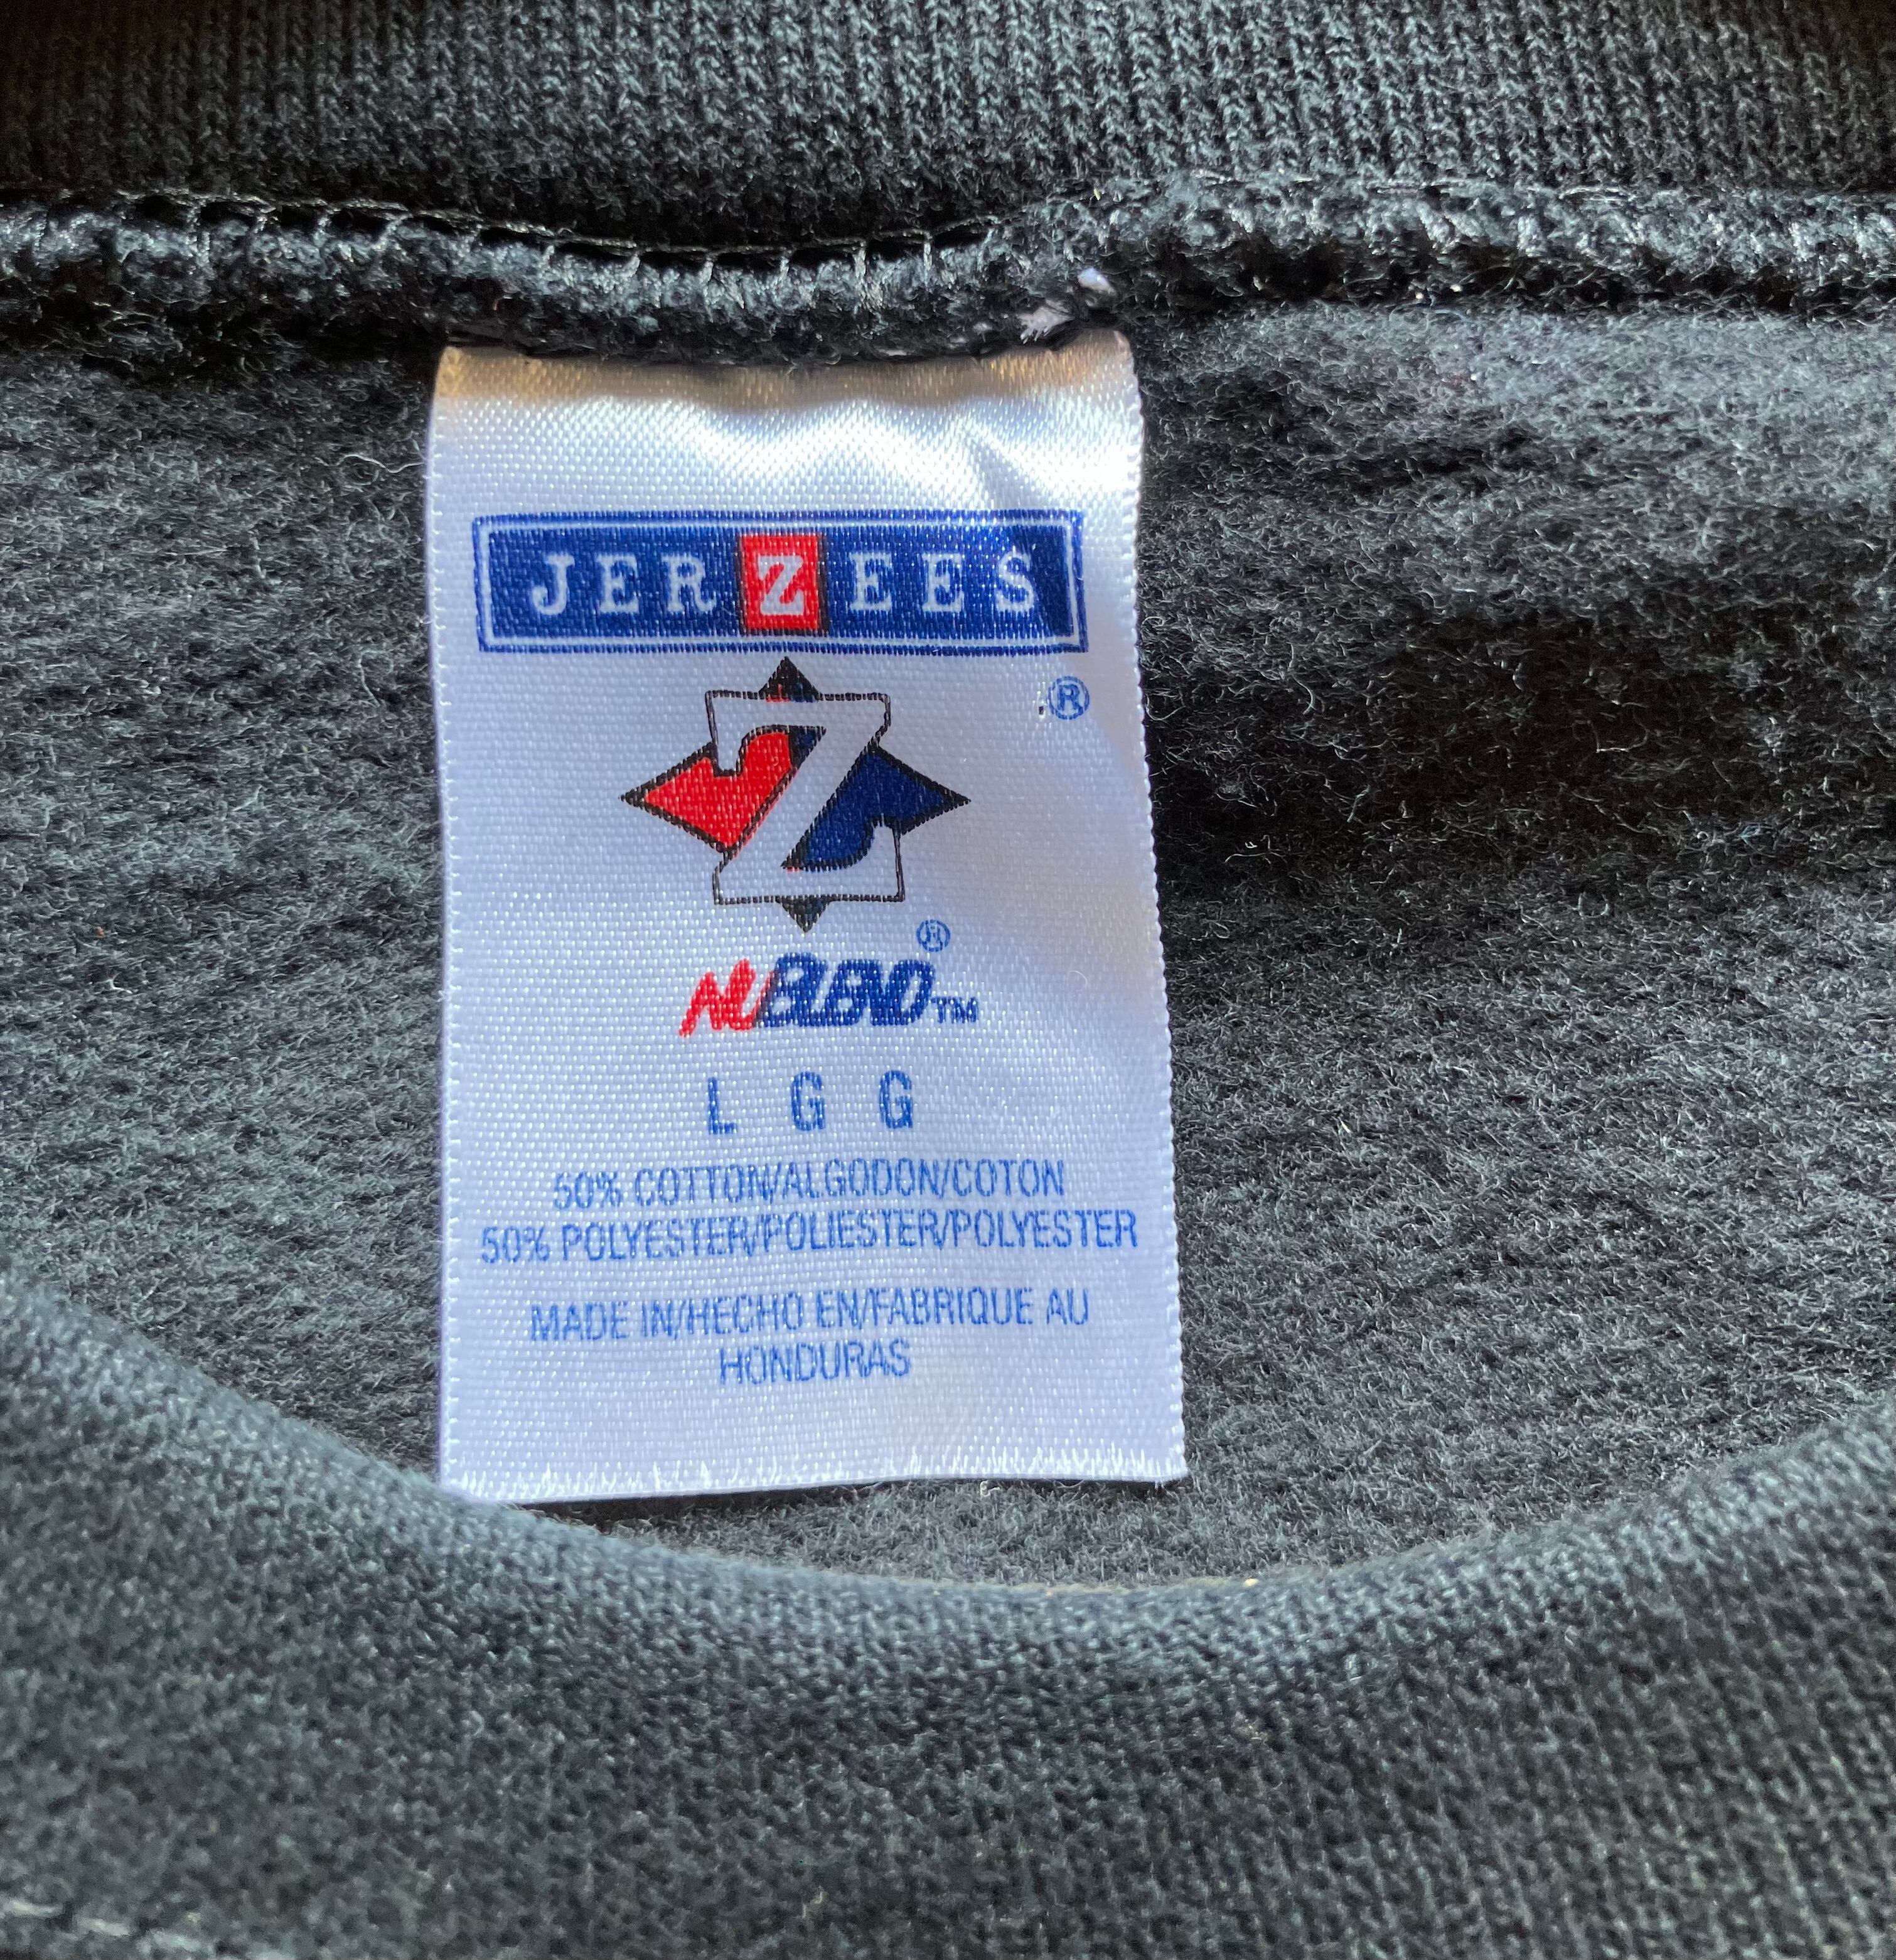 JERZEES
®
Z
®
NUBLEND™
L G G
50% COTTON/ALGODON/COTON
50% POLYESTER/POLIESTER/POLYESTER
MADE IN/HECHO EN/FABRIQUE AU
HONDURAS